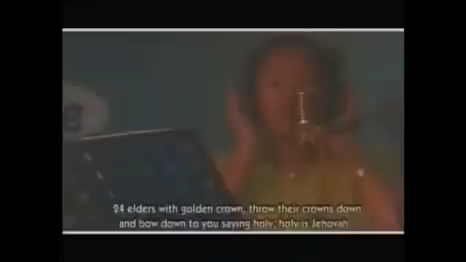 24 elders with golden crown, throw their crowns down
and bow down to you saying holy, holy is Jehovah